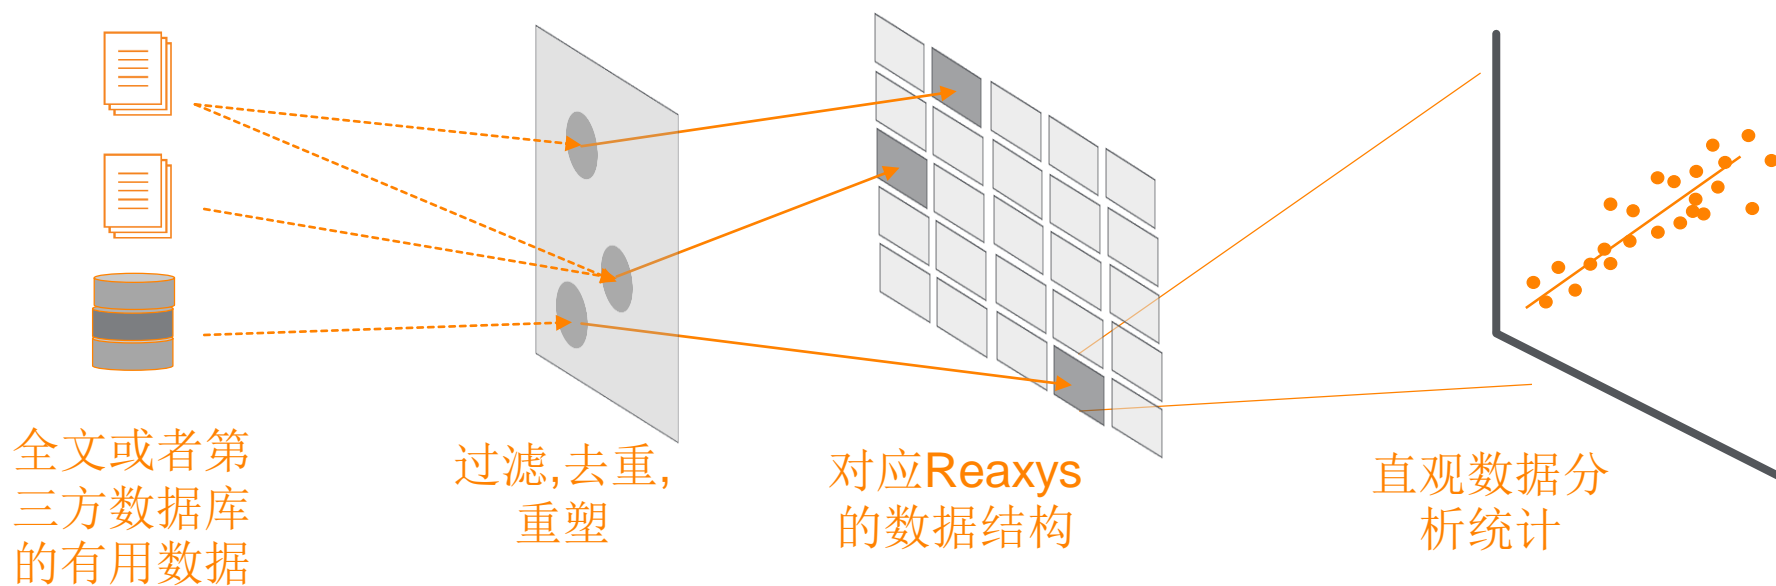 全文或者第
三方数据库
的有用数据
过滤,去重,
重塑
对应Reaxys
的数据结构
直观数据分
析统计